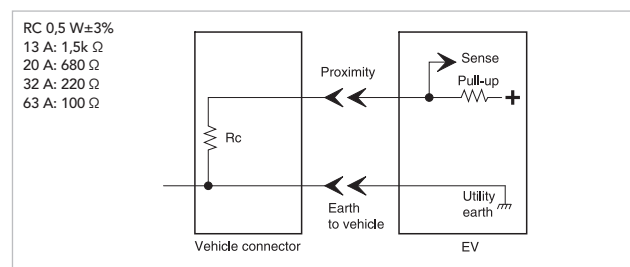 RC 0,5 W±3%
13 A: 1,5k Ω
20 A: 680 Ω
32 A: 220 Ω
63 A: 100 Ω
Proximity
Sense
Pull-up
+
Rc
Earth
to vehicle
Utility
earth
Vehicle connector
EV